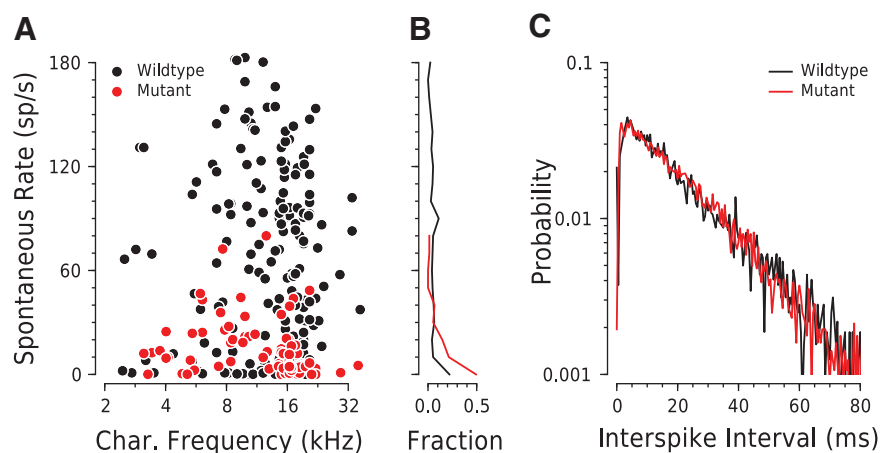 A
Spontaneous Rate (sp/s)
180
120
60
0
Wildtype
Mutant
2 4 8 16 32
Char. Frequency (kHz)
B
0.0 0.5
Fraction
C
Probability
0.1
0.01
0.001
Wildtype
Mutant
0 20 40 60 80
Interspike Interval (ms)